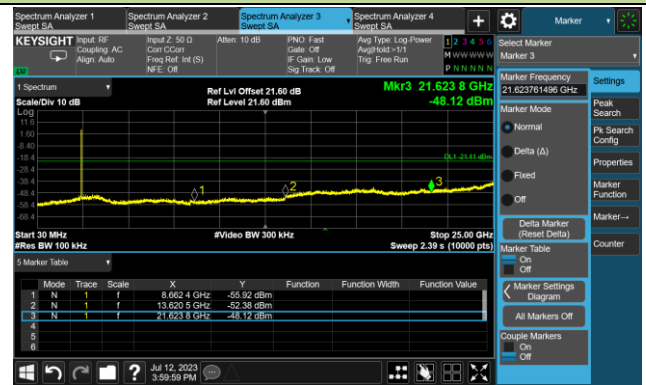 Spectrum Analyzer 1
Swept SA
Spectrum Analyzer 2
Swept SA
Spectrum Analyzer 3
Swept SA
Spectrum Analyzer 4
Swept SA
+
Marker
KEYSIGHT
Input: RF
Coupling: AC
Align: Auto
Input Z: 50 Ω
Corr CCorr
Freq Ref: Int (S)
NFE: Off
Atten: 10 dB
PNO: Fast
Gate: Off
IF Gain: Low
Sig Track: Off
Avg Type: Log-Power
Avg|Hold:>1/1
Trig: Free Run
1 2 3 4 5 6
M W W W W W
P N N N N N
1 Spectrum
Scale/Div 10 dB
Ref Lvl Offset 21.60 dB
Ref Level 21.60 dBm
Mkr3 21.623 8 GHz
-48.12 dBm
Log
11.6
1.60
-8.40
-18.4
-28.4
-38.4
-48.4
-58.4
-68.4
DL1 -21.41 dBm
1
2
3
Start 30 MHz
#Res BW 100 kHz
#Video BW 300 kHz
Stop 25.00 GHz
Sweep 2.39 s (10000 pts)
5 Marker Table
Mode Trace Scale X Y Function Function Width Function Value
1 N 1 f 8.662 4 GHz -55.92 dBm
2 N 1 f 13.620 5 GHz -52.38 dBm
3 N 1 f 21.623 8 GHz -48.12 dBm
4
5
6
Jul 12, 2023
3:59:59 PM
Select Marker
Marker 3
Marker Frequency
21.623761496 GHz
Marker Mode
Normal
Delta (Δ)
Fixed
Off
Delta Marker
(Reset Delta)
Marker Table
On
Off
Marker Settings
Diagram
All Markers Off
Couple Markers
On
Off
Settings
Peak
Search
Pk Search
Config
Properties
Marker
Function
Marker→
Counter